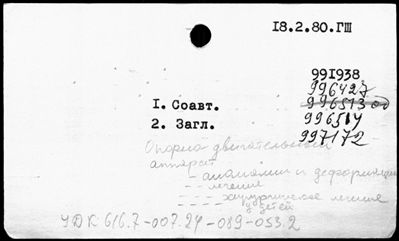 18.2.80.ГШ
991938
996427
996513
996514
997172
1. Соавт.
2. Загл.
Опорно двигательный
аппарат
- аномалии и деформации
- - лечение
- - - хирургическое лечение
у детей
УДК 616.7-007.24-089-053.2